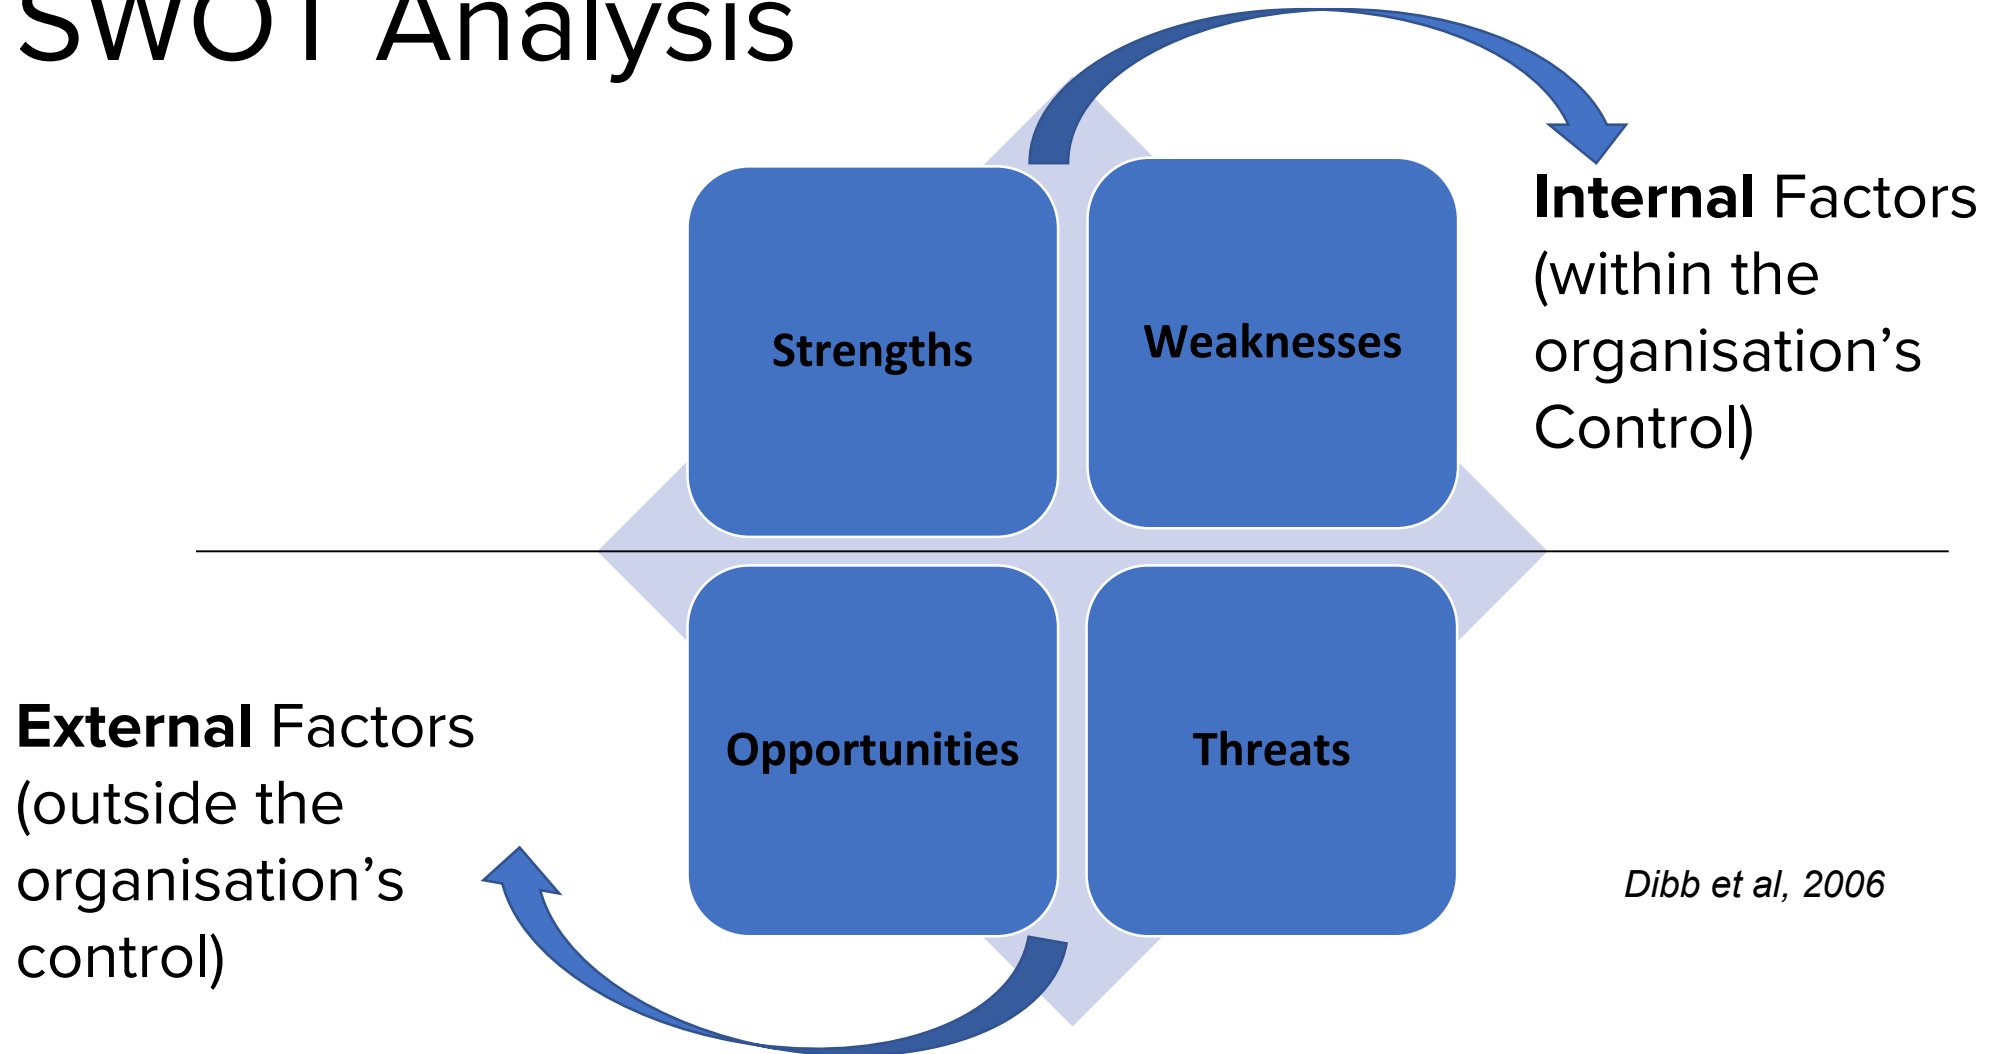 SWOT Analysis
Strengths
Weaknesses
Internal Factors
(within the
organisation’s
Control)
External Factors
(outside the
organisation’s
control)
Opportunities
Threats
Dibb et al, 2006